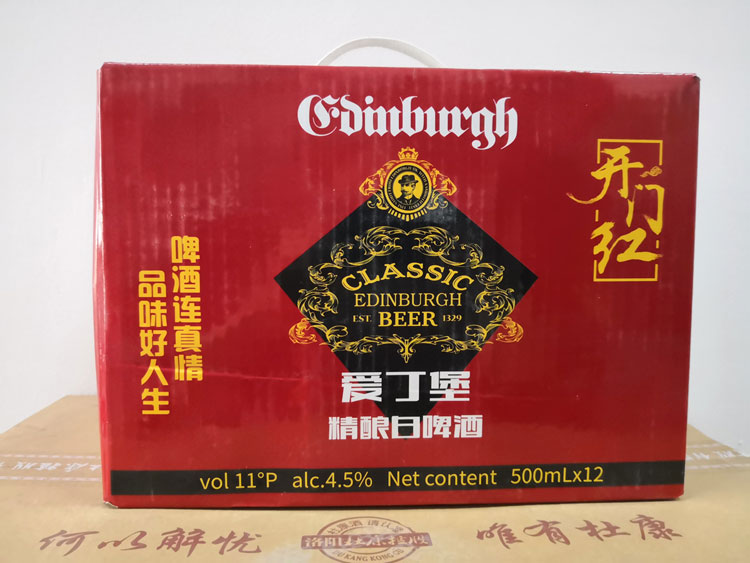 Edinburgh
开门红
CLASSIC
EDINBURGH
EST. BEER 1329
啤酒连真情
品味好人生
爱丁堡
精酿白啤酒
vol 11°P alc.4.5% Net content 500mLx12
何以解忧
唯有杜康